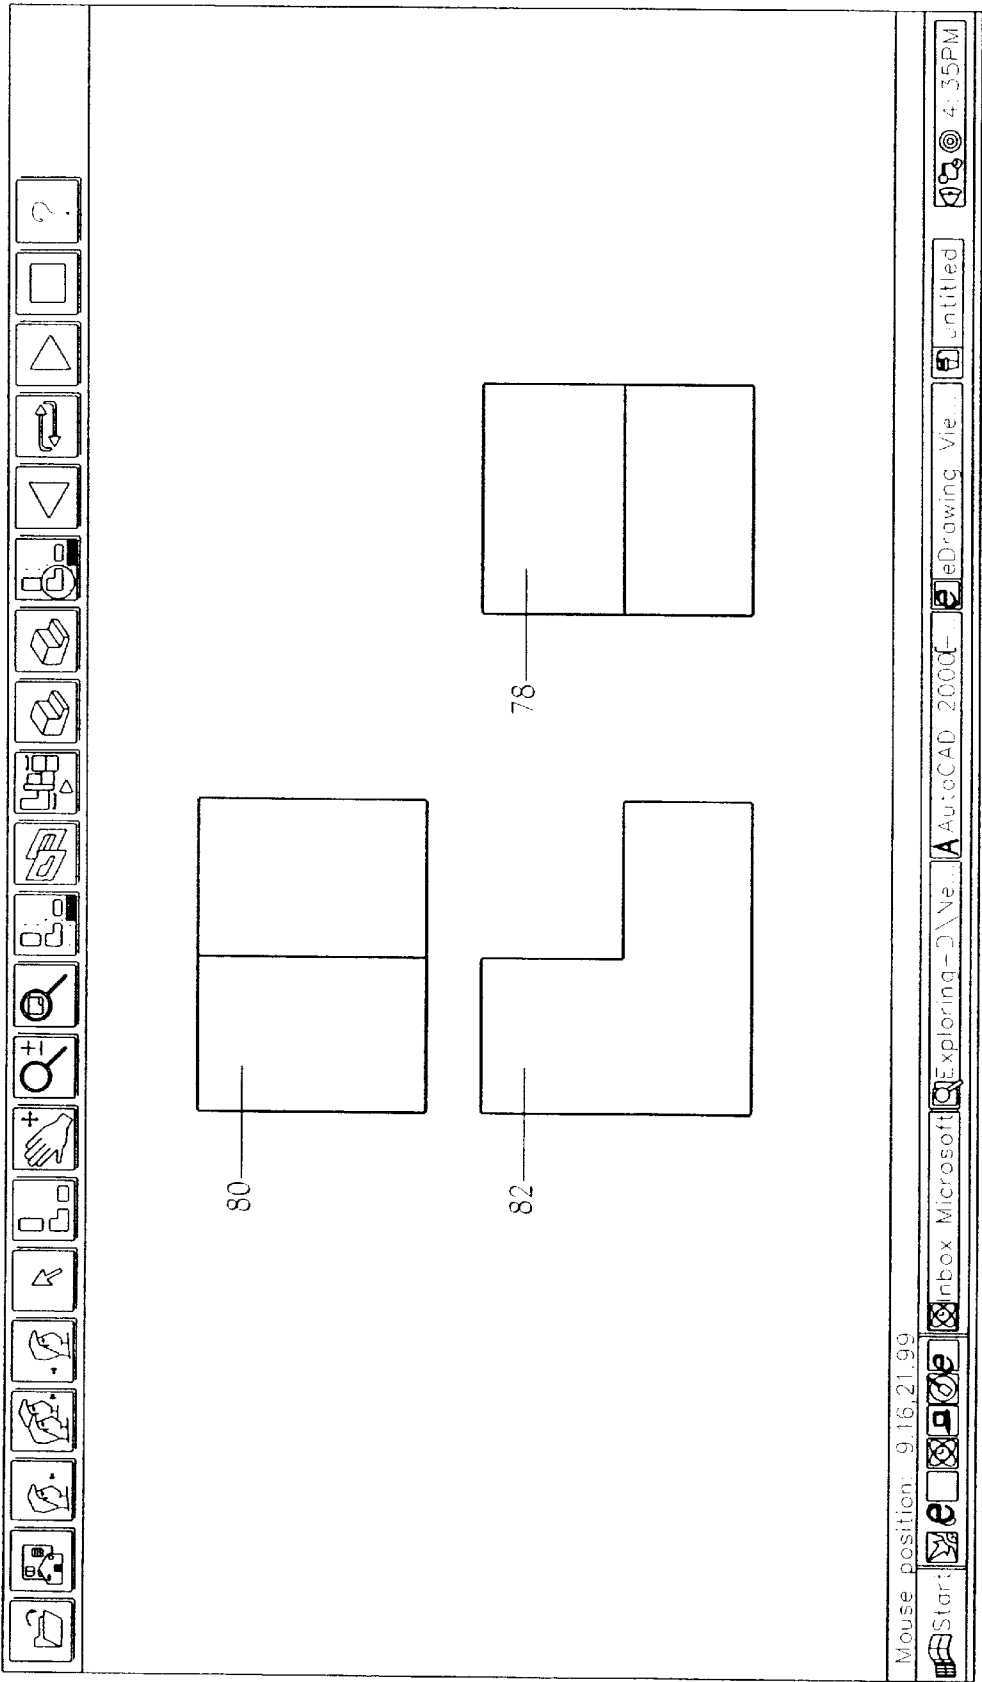 ?
80
82
78
Mouse position: 9.16,21.99
Start
Inbox Microsoft
Exploring-D\Ne...
A AutoCAD 2000[-...
eDrawing Vie...
untitled
4:35PM